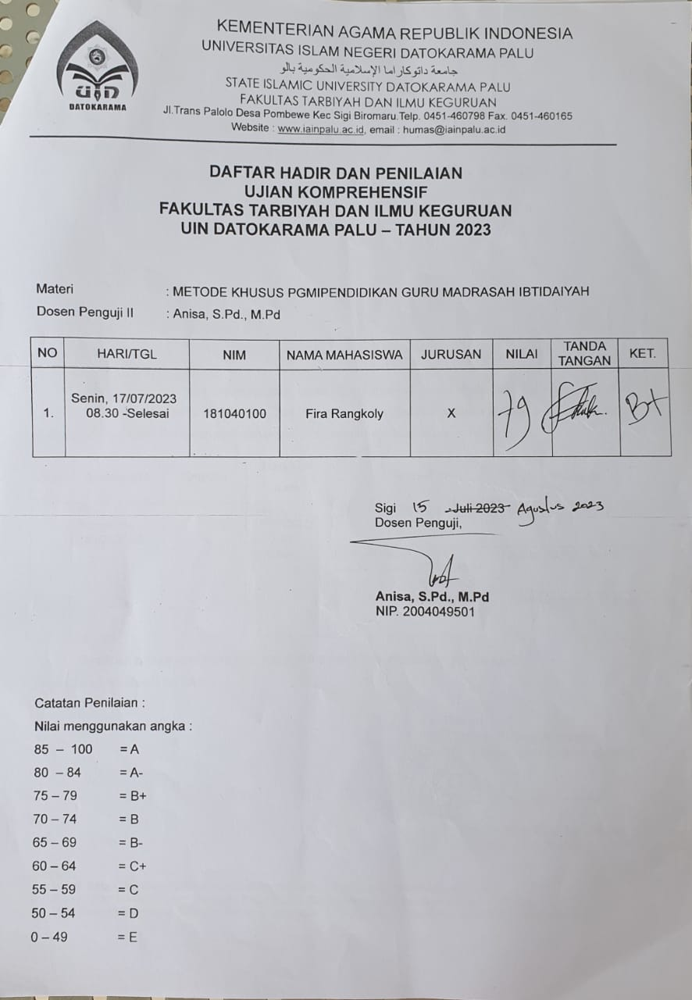 KEMENTERIAN AGAMA REPUBLIK INDONESIA
UNIVERSITAS ISLAM NEGERI DATOKARAMA PALU
جامعة داتوكاراما الإسلامية الحكومية بالو
STATE ISLAMIC UNIVERSITY DATOKARAMA PALU
FAKULTAS TARBIYAH DAN ILMU KEGURUAN
Jl.Trans Palolo Desa Pombewe Kec Sigi Biromaru.Telp. 0451-460798 Fax. 0451-460165
Website : www.iainpalu.ac.id, email : humas@iainpalu.ac.id
UIN
DATOKARAMA
DAFTAR HADIR DAN PENILAIAN
UJIAN KOMPREHENSIF
FAKULTAS TARBIYAH DAN ILMU KEGURUAN
UIN DATOKARAMA PALU – TAHUN 2023
Materi : METODE KHUSUS PGMIPENDIDIKAN GURU MADRASAH IBTIDAIYAH
Dosen Penguji II : Anisa, S.Pd., M.Pd
NO HARI/TGL NIM NAMA MAHASISWA JURUSAN NILAI TANDA TANGAN KET.
1. Senin, 17/07/2023 08.30 -Selesai 181040100 Fira Rangkoly X 79 B+
Sigi 15 Juli 2023 Agustus 2023
Dosen Penguji,
Anisa, S.Pd., M.Pd
NIP. 2004049501
Catatan Penilaian :
Nilai menggunakan angka :
85 – 100 = A
80 – 84 = A-
75 – 79 = B+
70 – 74 = B
65 – 69 = B-
60 – 64 = C+
55 – 59 = C
50 – 54 = D
0 – 49 = E